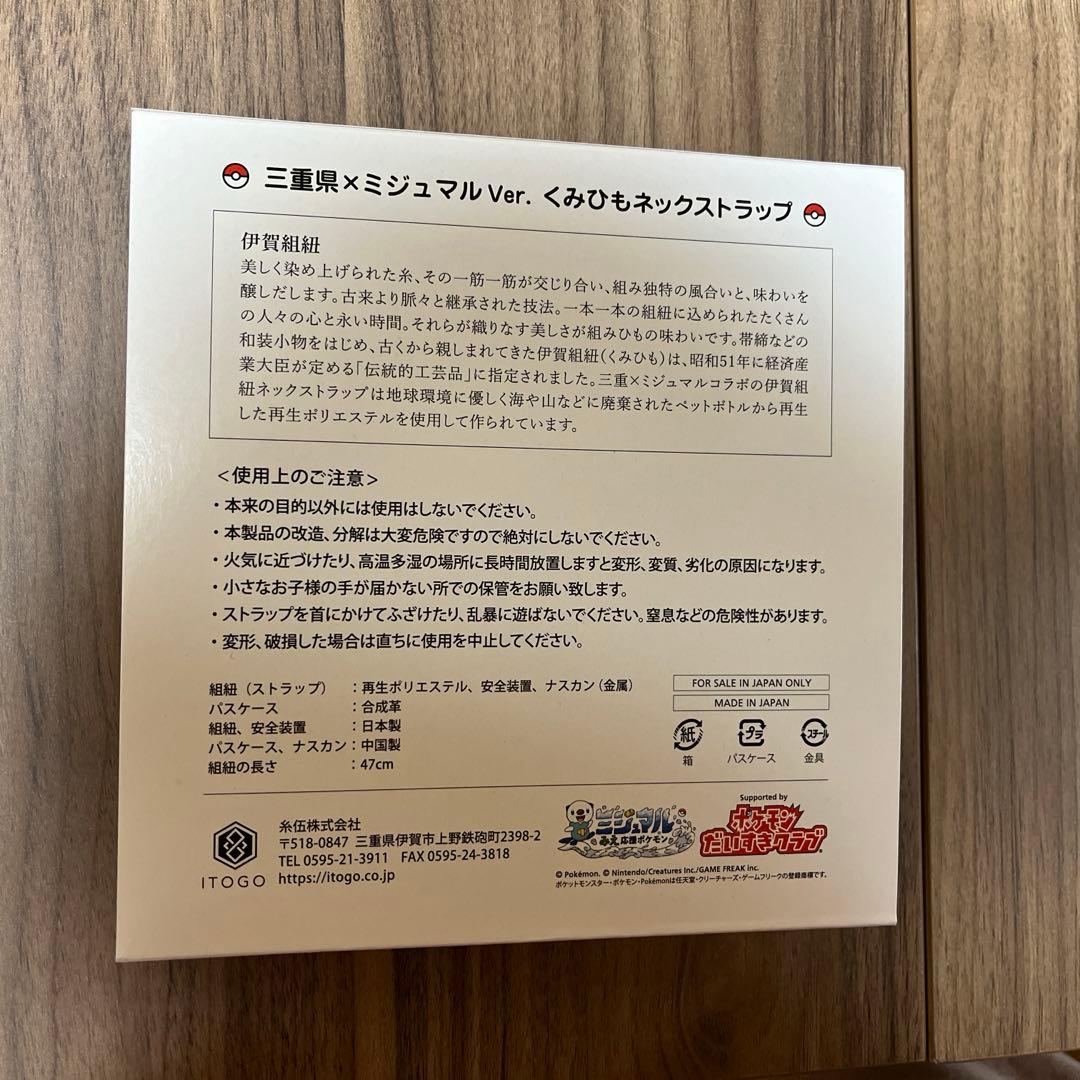 三重県×ミジュマル Ver. くみひもネックストラップ
伊賀組紐
美しく染め上げられた糸、その一筋一筋が交じり合い、組み独特の風合いと、味わいを
醸しだします。古来より脈々と継承された技法。一本一本の組紐に込められたたくさん
の人々の心と永い時間。それらが織りなす美しさが組みひもの味わいです。帯締などの
和装小物をはじめ、古くから親しまれてきた伊賀組紐(くみひも)は、昭和51年に経済産
業大臣が定める「伝統的工芸品」に指定されました。三重×ミジュマルコラボの伊賀組
紐ネックストラップは地球環境に優しく海や山などに廃棄されたペットボトルから再生
した再生ポリエステルを使用して作られています。
<使用上のご注意>
・本来の目的以外には使用はしないでください。
・本製品の改造、分解は大変危険ですので絶対にしないでください。
・火気に近づけたり、高温多湿の場所に長時間放置しますと変形、変質、劣化の原因になります。
・小さなお子様の手が届かない所での保管をお願い致します。
・ストラップを首にかけてふざけたり、乱暴に遊ばないでください。窒息などの危険性があります。
・変形、破損した場合は直ちに使用を中止してください。
組紐(ストラップ) :再生ポリエステル、安全装置、ナスカン(金属)
パスケース :合成革
組紐、安全装置 :日本製
パスケース、ナスカン:中国製
組紐の長さ :47cm
FOR SALE IN JAPAN ONLY
MADE IN JAPAN
紙 プラ スチール
箱 パスケース 金具
ITOGO
糸伍株式会社
〒518-0847 三重県伊賀市上野鉄砲町2398-2
TEL 0595-21-3911 FAX 0595-24-3818
https://itogo.co.jp
ミジュマル
みえ応援ポケモン
Supported by
ポケモン
だいすきクラブ
© Pokémon. © Nintendo/Creatures Inc./GAME FREAK inc.
ポケットモンスター・ポケモン・Pokémonは任天堂・クリーチャーズ・ゲームフリークの登録商標です。